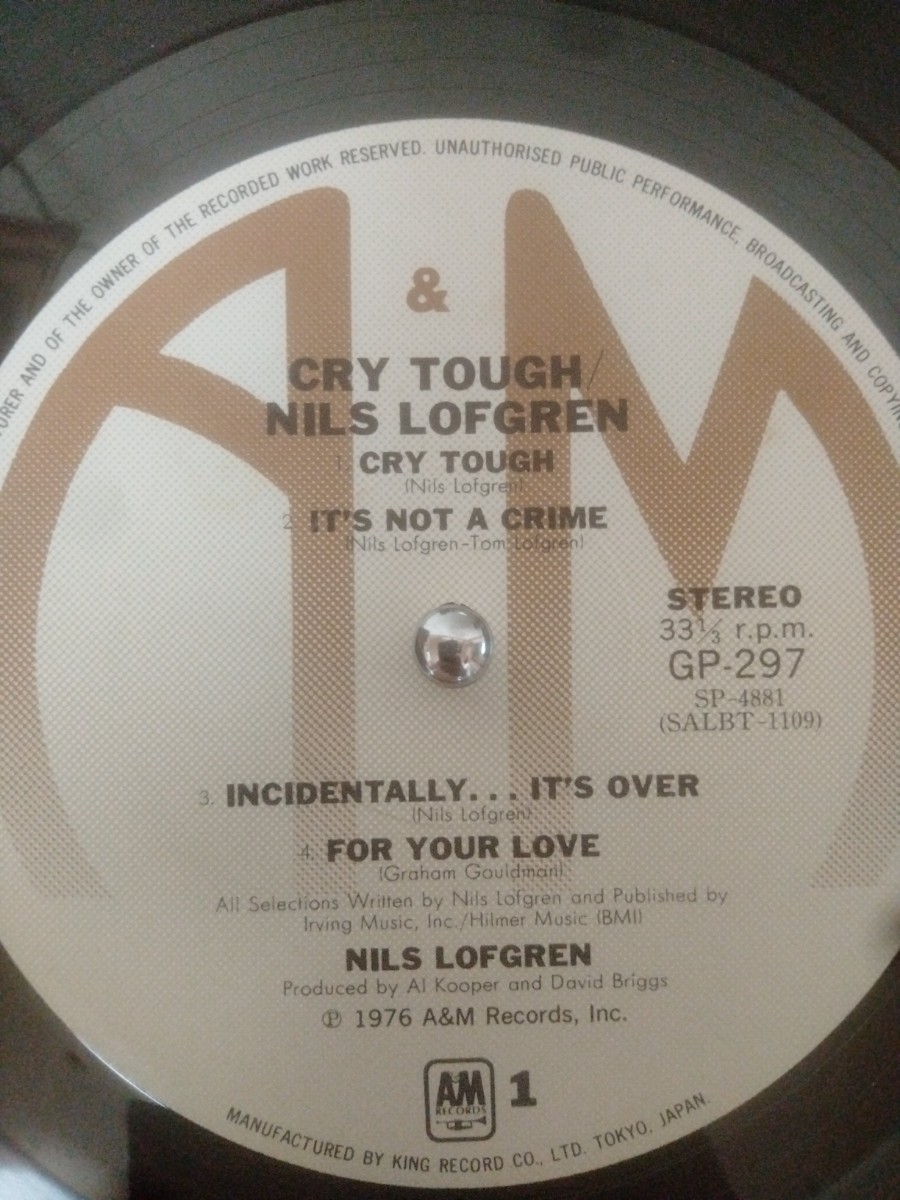 URER AND OF THE OWNER OF THE RECORDED WORK RESERVED. UNAUTHORISED PUBLIC PERFORMANCE, BROADCASTING AND COPYING
&
CRY TOUGH/
NILS LOFGREN
1. CRY TOUGH
(Nils Lofgren)
2. IT'S NOT A CRIME
(Nils Lofgren-Tom Lofgren)
STEREO
33⅓ r.p.m.
GP-297
SP-4881
(SALBT-1109)
3. INCIDENTALLY... IT'S OVER
(Nils Lofgren)
4. FOR YOUR LOVE
(Graham Gouldman)
All Selections Written by Nils Lofgren and Published by
Irving Music, Inc./Hilmer Music (BMI)
NILS LOFGREN
Produced by Al Kooper and David Briggs
℗ 1976 A&M Records, Inc.
A&M
RECORDS
1
MANUFACTURED BY KING RECORD CO., LTD. TOKYO, JAPAN.